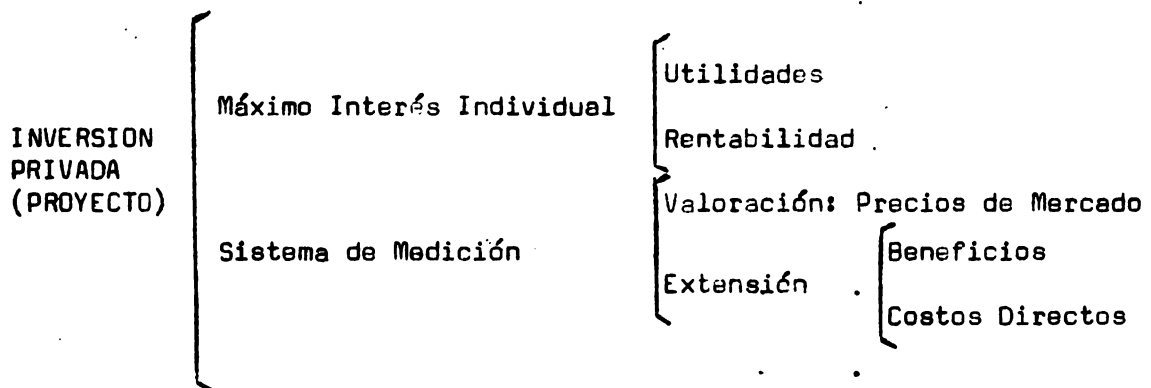 INVERSION
PRIVADA
(PROYECTO)
Máximo Interés Individual
Utilidades
Rentabilidad
Sistema de Medición
Valoración: Precios de Mercado
Extensión
Beneficios
Costos Directos